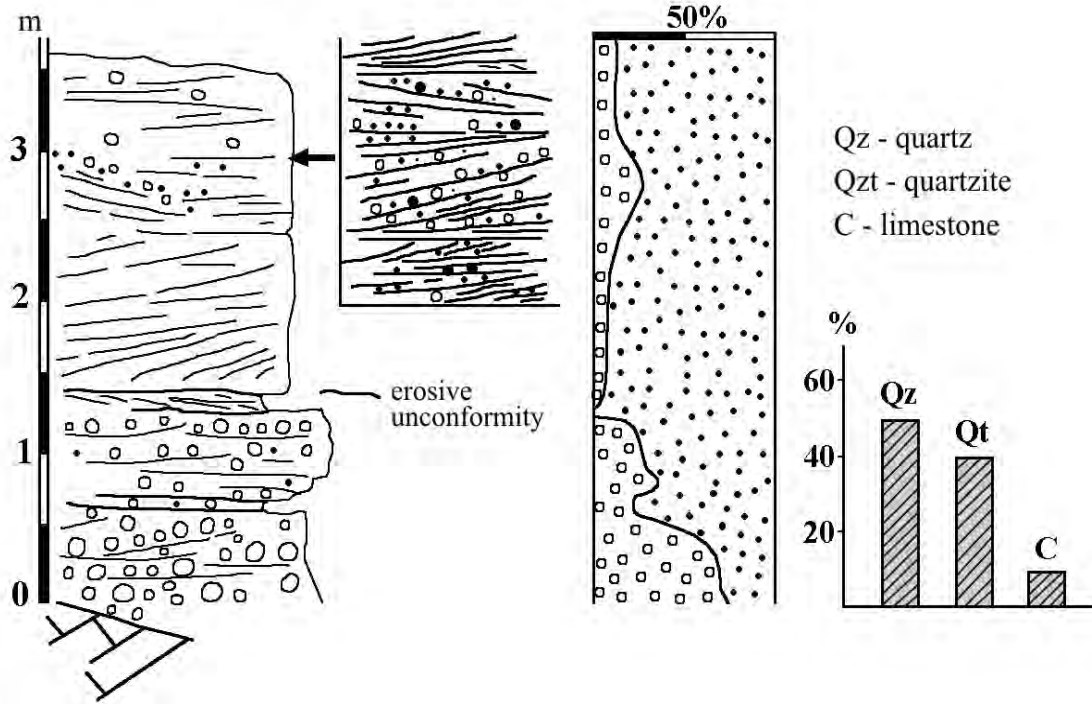 m
3
2
1
0
erosive
unconformity
50%
Qz - quartz
Qzt - quartzite
C - limestone
%
60
40
20
Qz
Qt
C